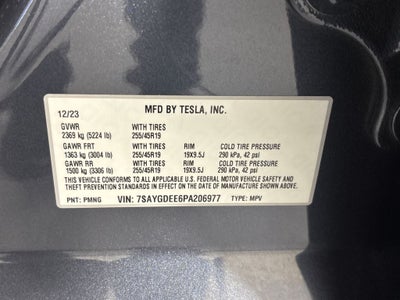 MFD BY TESLA, INC.
12/23
GVWR WITH TIRES
2369 kg (5224 lb) 255/45R19
GAWR FRT WITH TIRES RIM COLD TIRE PRESSURE
1363 kg (3004 lb) 255/45R19 19X9.5J 290 kPa, 42 psi
GAWR RR WITH TIRES RIM COLD TIRE PRESSURE
1500 kg (3306 lb) 255/45R19 19X9.5J 290 kPa, 42 psi
THIS VEHICLE CONFORMS TO ALL APPLICABLE U.S. FEDERAL MOTOR VEHICLE SAFETY AND
THEFT PREVENTION STANDARDS IN EFFECT ON THE DATE OF MANUFACTURE SHOWN ABOVE.
PNT: PMNG VIN: 7SAYGDEE6PA206977 TYPE: MPV